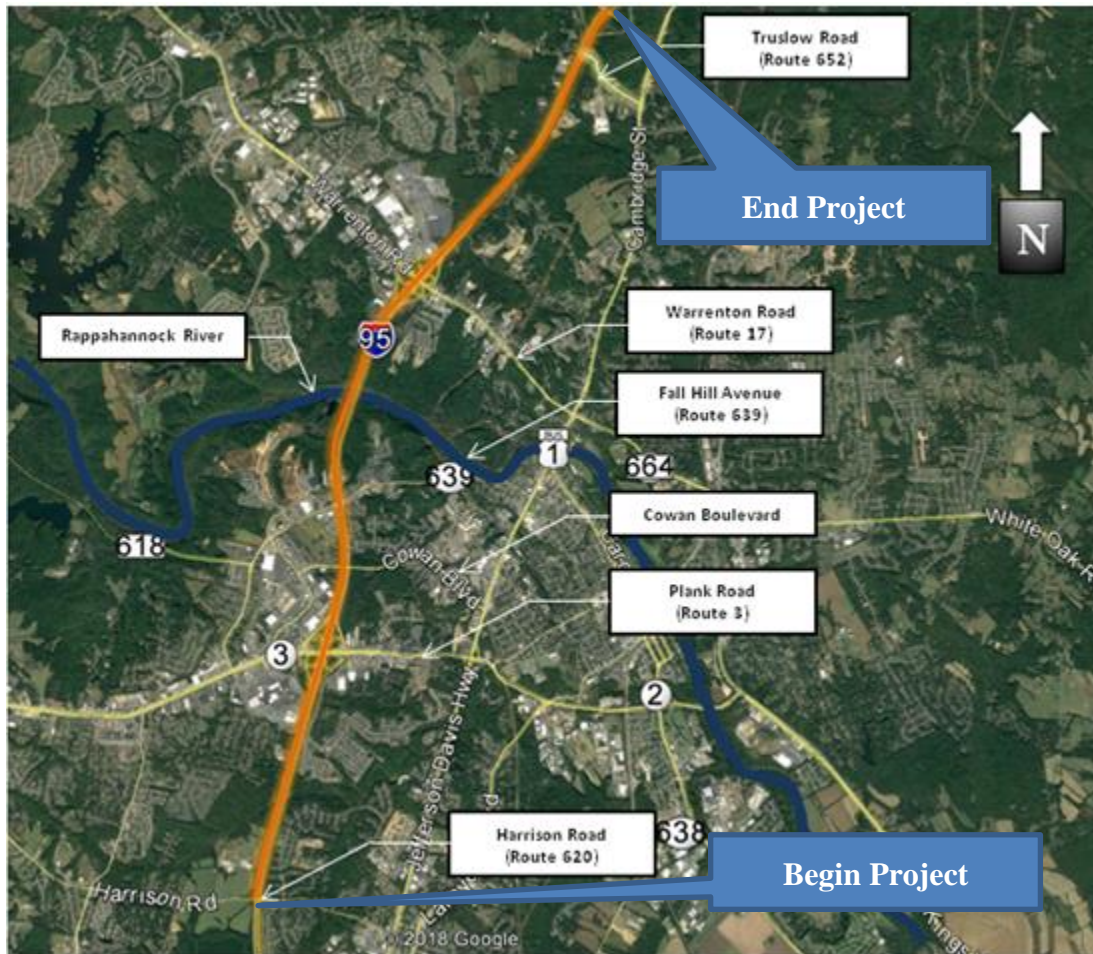 Truslow Road
(Route 652)
End Project
N
Cambridge St
Warrenton Rd
Warrenton Road
(Route 17)
Rappahannock River
95
Fall Hill Avenue
(Route 639)
BUS
1
639
664
618
Cowan Boulevard
White Oak R
Cowan Blvd
Plank Road
(Route 3)
3
2
Jefferson Davis Hwy
Harrison Road
(Route 620)
638
Begin Project
Harrison Rd
Kings
© 2018 Google